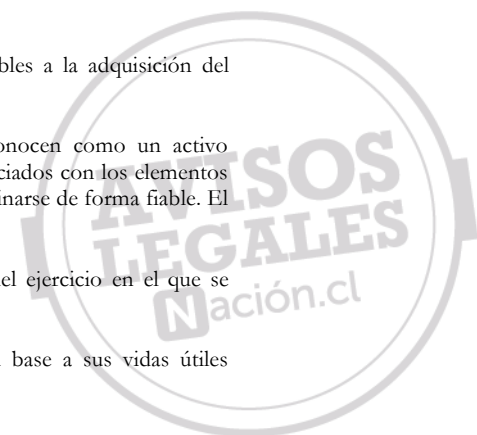 bles a la adquisición del
onocen como un activo
ciados con los elementos
inarse de forma fiable. El
el ejercicio en el que se
base a sus vidas útiles
AVISOS
LEGALES
Nación.cl